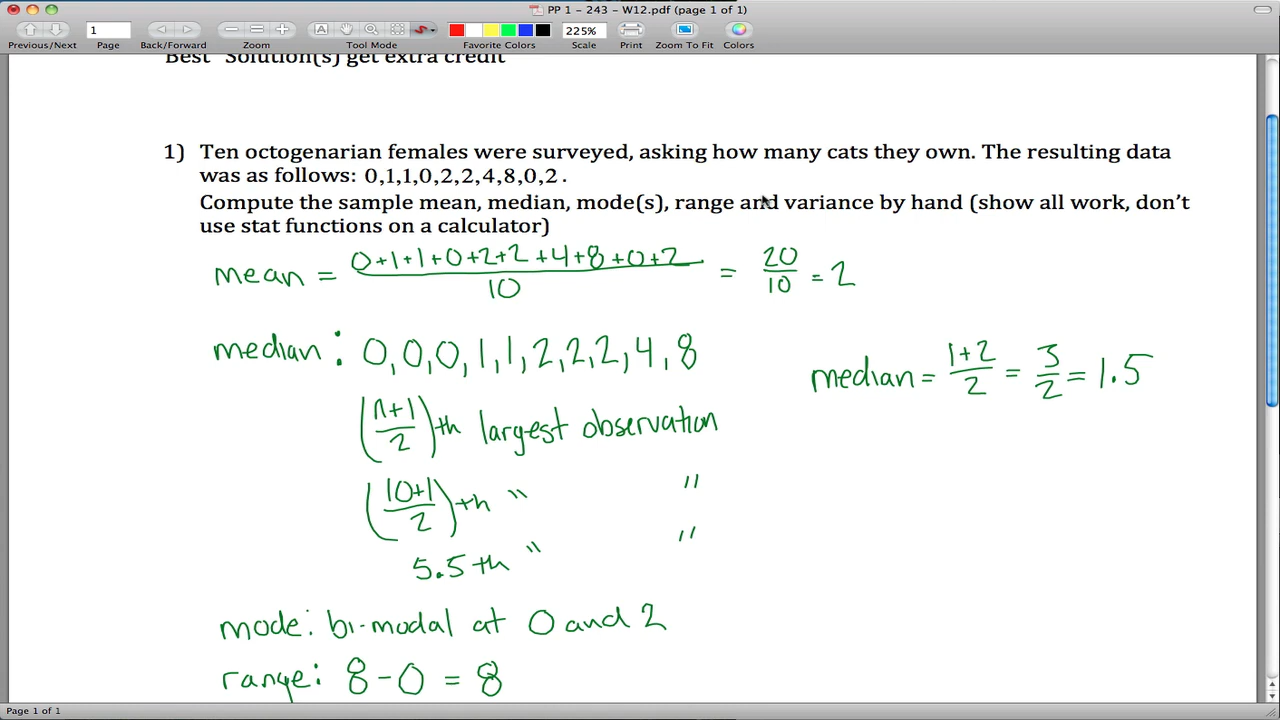 PP 1 – 243 – W12.pdf (page 1 of 1)
1
225%
Previous/Next Page Back/Forward Zoom Tool Mode Favorite Colors Scale Print Zoom To Fit Colors
"Best" Solution(s) get extra credit
1) Ten octogenarian females were surveyed, asking how many cats they own. The resulting data
was as follows: 0,1,1,0,2,2,4,8,0,2 .
Compute the sample mean, median, mode(s), range and variance by hand (show all work, don't
use stat functions on a calculator)
mean = (0+1+1+0+2+2+4+8+0+2)/10 = 20/10 = 2
median: 0, 0, 0, 1, 1, 2, 2, 2, 4, 8
median = (1+2)/2 = 3/2 = 1.5
((n+1)/2)th largest observation
((10+1)/2)th " "
5.5th " "
mode: bi-modal at 0 and 2
range: 8 - 0 = 8
Page 1 of 1